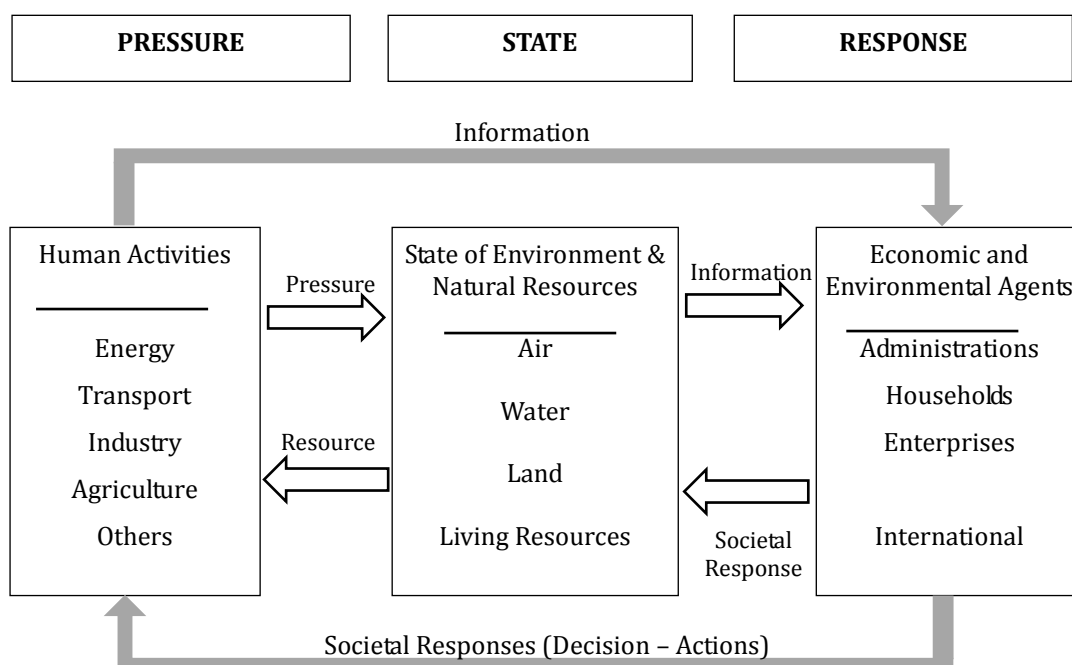 PRESSURE
STATE
RESPONSE
Information
Human Activities
Energy
Transport
Industry
Agriculture
Others
Pressure
Resource
State of Environment &
Natural Resources
Air
Water
Land
Living Resources
Information
Societal
Response
Economic and
Environmental Agents
Administrations
Households
Enterprises
International
Societal Responses (Decision – Actions)